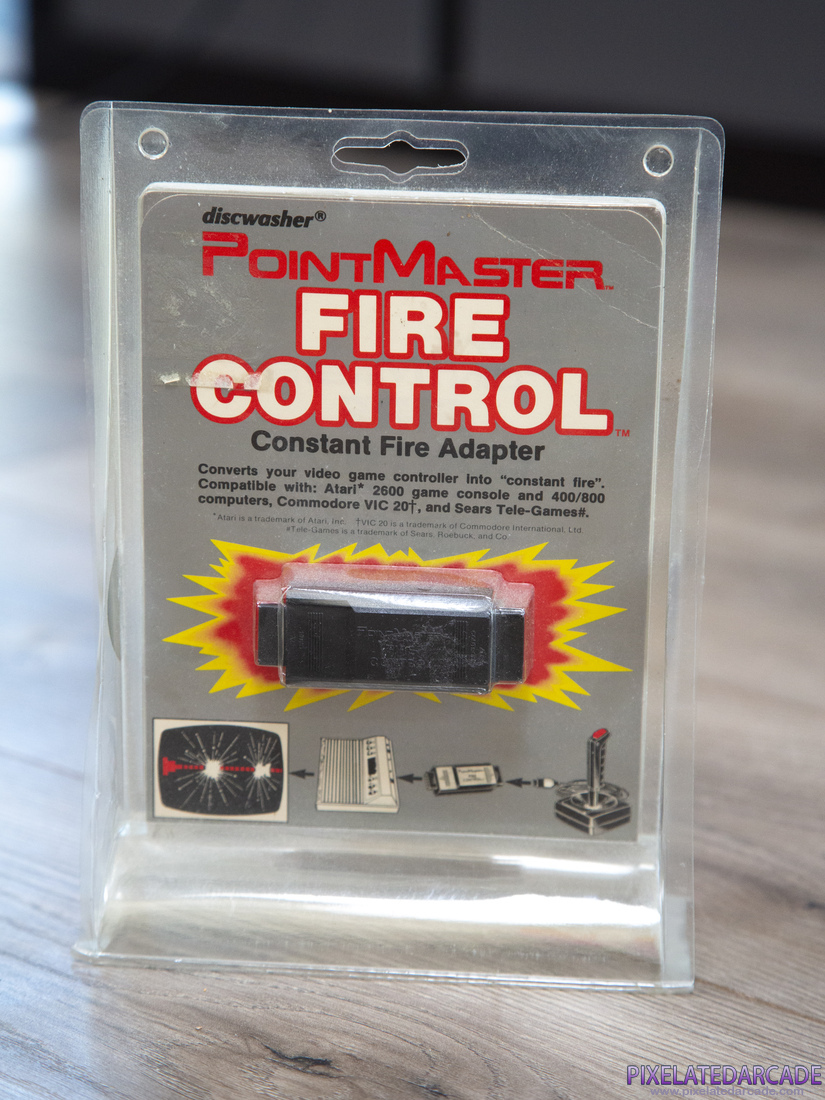 discwasher®
POINTMASTER™
FIRE
CONTROL™
Constant Fire Adapter
Converts your video game controller into “constant fire”.
Compatible with: Atari* 2600 game console and 400/800
computers, Commodore VIC 20†, and Sears Tele-Games#.
*Atari is a trademark of Atari, Inc. †VIC 20 is a trademark of Commodore International, Ltd.
#Tele-Games is a trademark of Sears, Roebuck, and Co.
PointMaster
PIXELATEDARCADE
www.pixelatedarcade.com